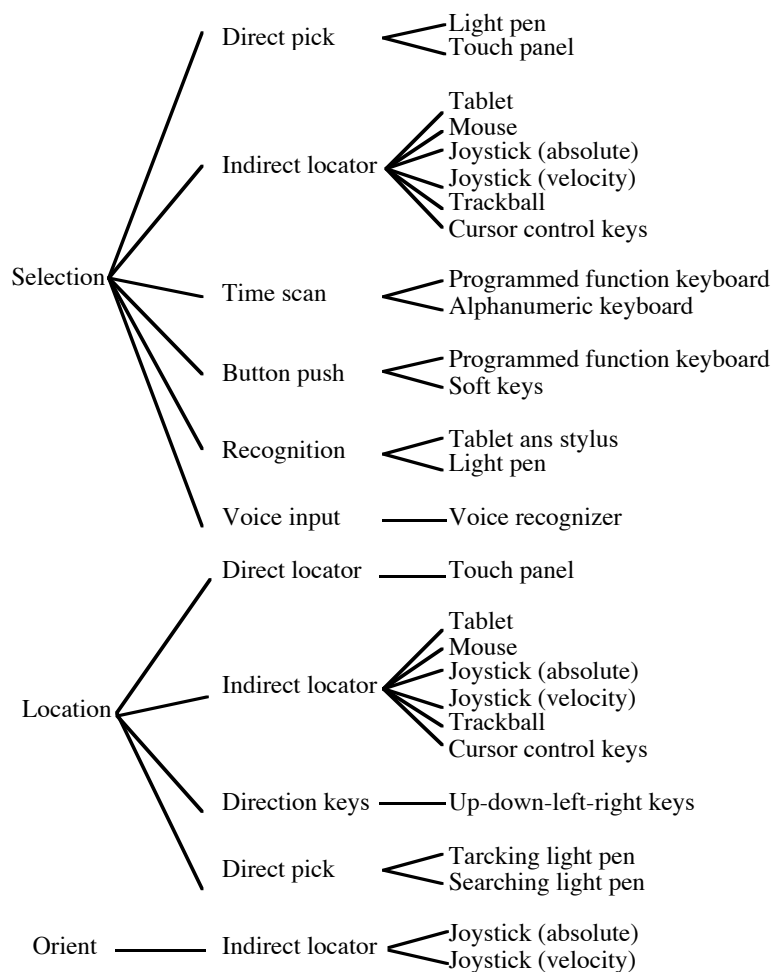 Direct pick
Light pen
Touch panel
Indirect locator
Tablet
Mouse
Joystick (absolute)
Joystick (velocity)
Trackball
Cursor control keys
Selection
Time scan
Programmed function keyboard
Alphanumeric keyboard
Button push
Programmed function keyboard
Soft keys
Recognition
Tablet ans stylus
Light pen
Voice input
Voice recognizer
Direct locator
Touch panel
Indirect locator
Tablet
Mouse
Joystick (absolute)
Joystick (velocity)
Trackball
Cursor control keys
Location
Direction keys
Up-down-left-right keys
Direct pick
Tarcking light pen
Searching light pen
Orient
Indirect locator
Joystick (absolute)
Joystick (velocity)